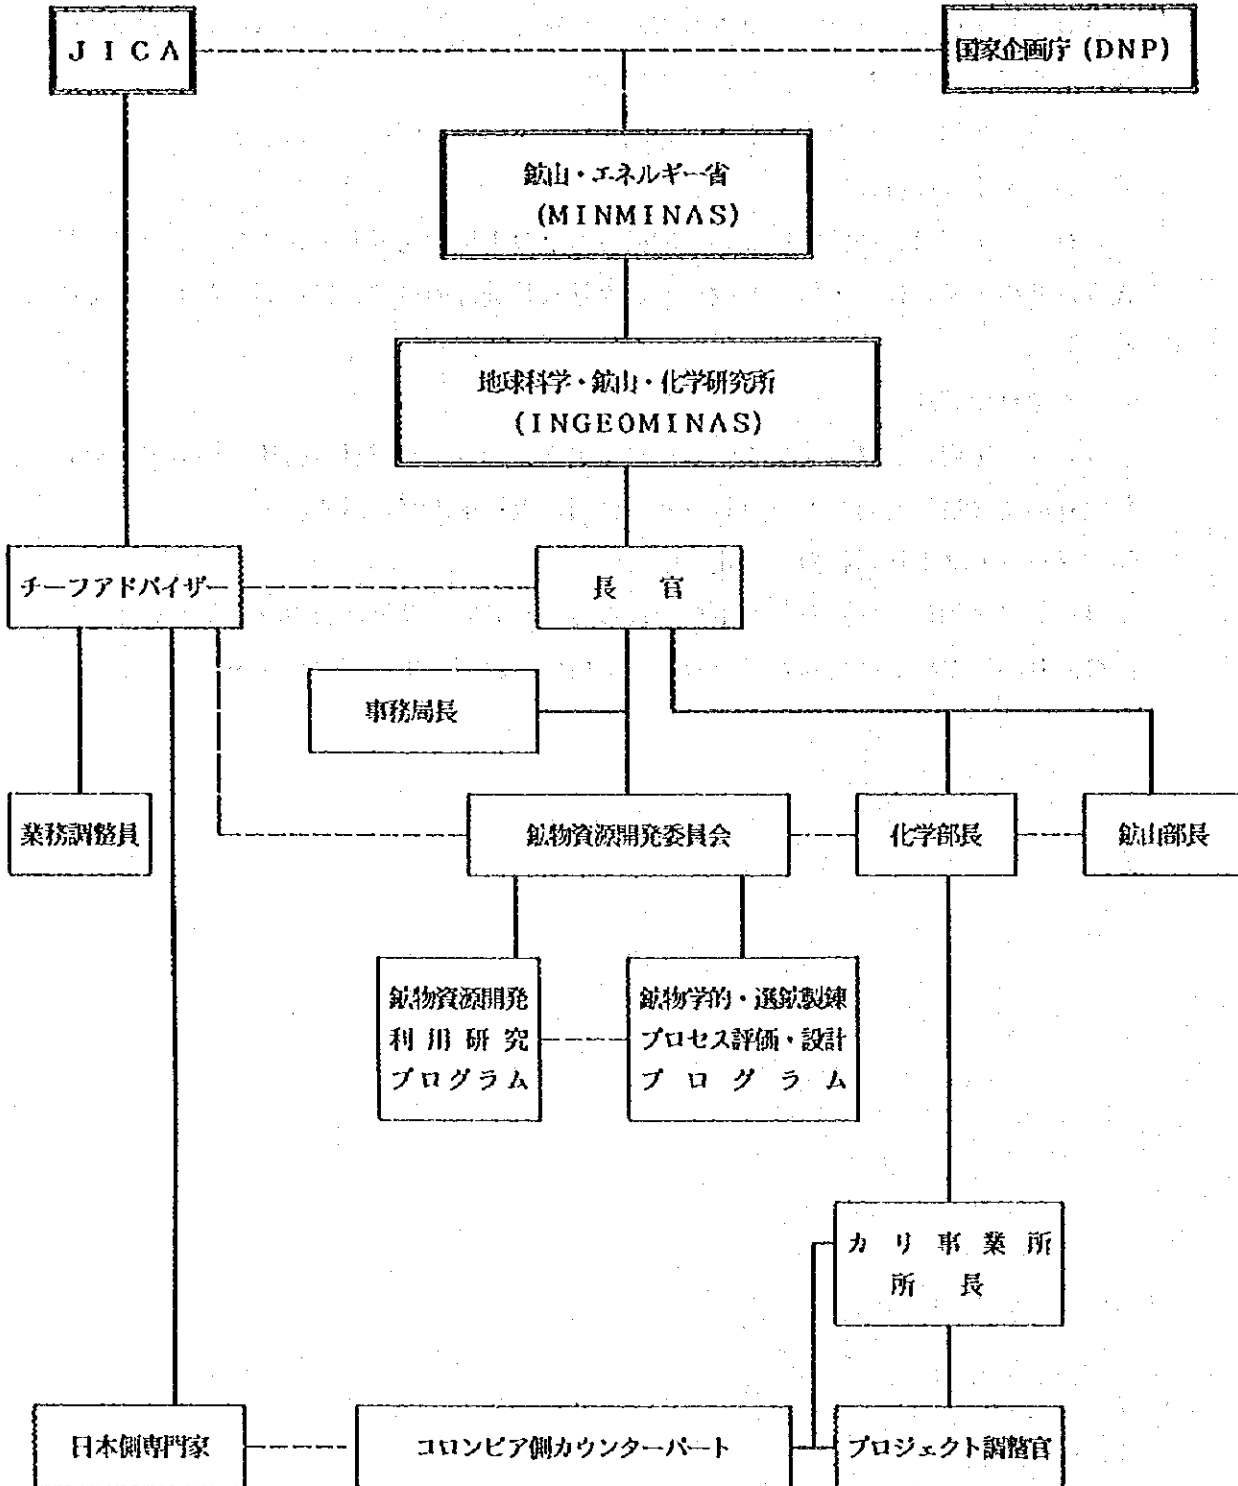 JICA
国家企画庁 (DNP)
鉱山・エネルギー省
(MINMINAS)
地球科学・鉱山・化学研究所
(INGEOMINAS)
チーフアドバイザー
長 官
事務局長
業務調整員
鉱物資源開発委員会
化学部長
鉱山部長
鉱物資源開発
利用研究
プログラム
鉱物学的・選鉱製錬
プロセス評価・設計
プログラム
カリ事業所
所 長
日本側専門家
コロンビア側カウンターパート
プロジェクト調整官